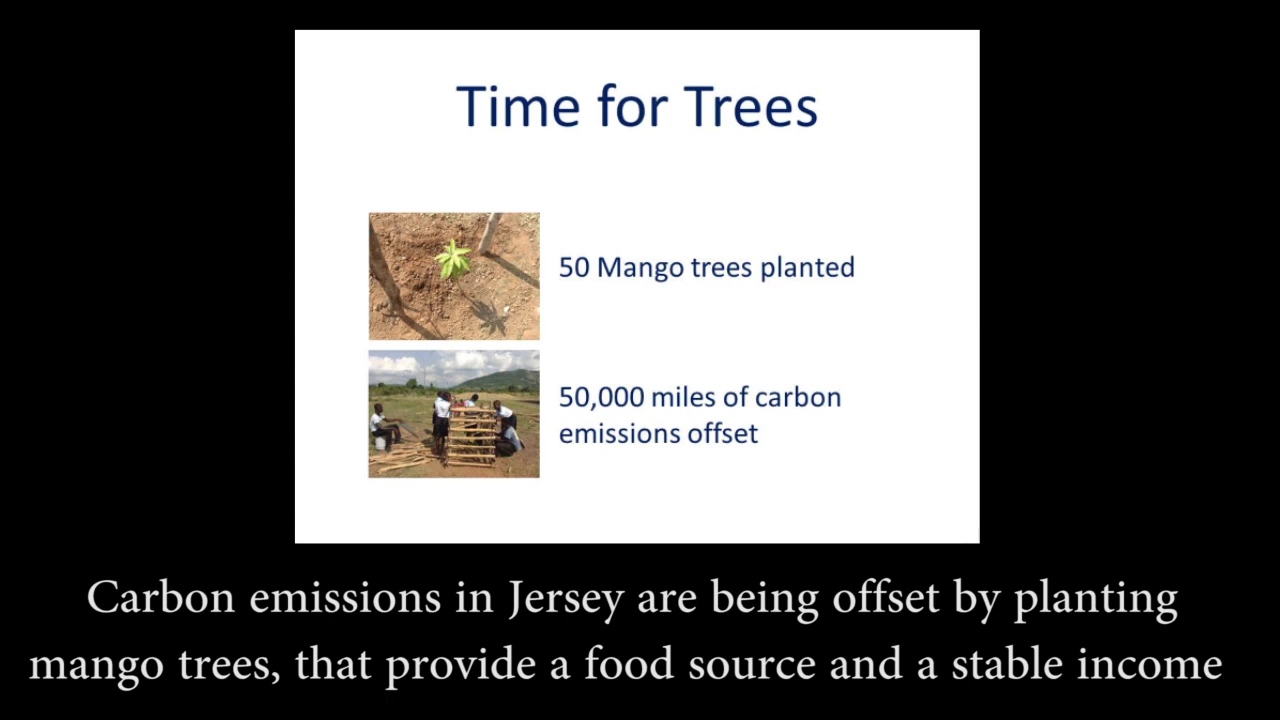 Time for Trees
50 Mango trees planted
50,000 miles of carbon
emissions offset
Carbon emissions in Jersey are being offset by planting
mango trees, that provide a food source and a stable income